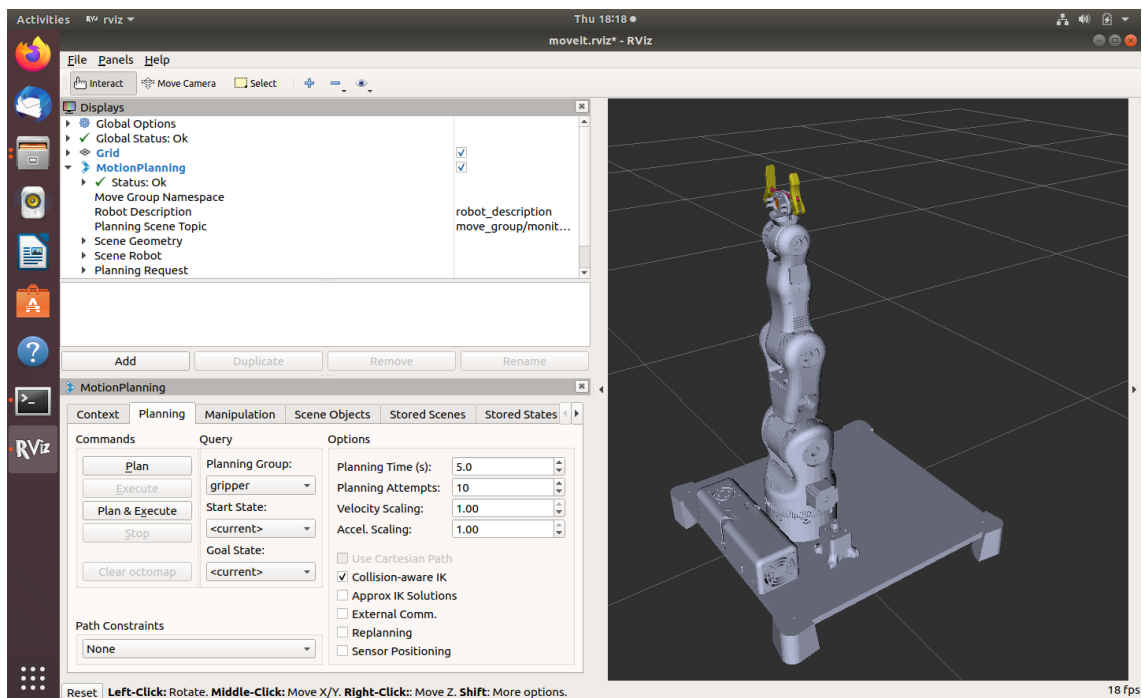 Activities RViz rviz Thu 18:18
moveit.rviz* - RViz
File Panels Help
Interact Move Camera Select
Displays
Global Options
Global Status: Ok
Grid
MotionPlanning
Status: Ok
Move Group Namespace
Robot Description robot_description
Planning Scene Topic move_group/monit...
Scene Geometry
Scene Robot
Planning Request
Add Duplicate Remove Rename
MotionPlanning
Context Planning Manipulation Scene Objects Stored Scenes Stored States
Commands Query Options
Plan Planning Group: Planning Time (s): 5.0
Execute gripper Planning Attempts: 10
Plan & Execute Start State: Velocity Scaling: 1.00
Stop <current> Accel. Scaling: 1.00
Goal State: Use Cartesian Path
Clear octomap <current> Collision-aware IK
Approx IK Solutions
External Comm.
Path Constraints Replanning
None Sensor Positioning
RViz
Reset Left-Click: Rotate. Middle-Click: Move X/Y. Right-Click:: Move Z. Shift: More options. 18 fps